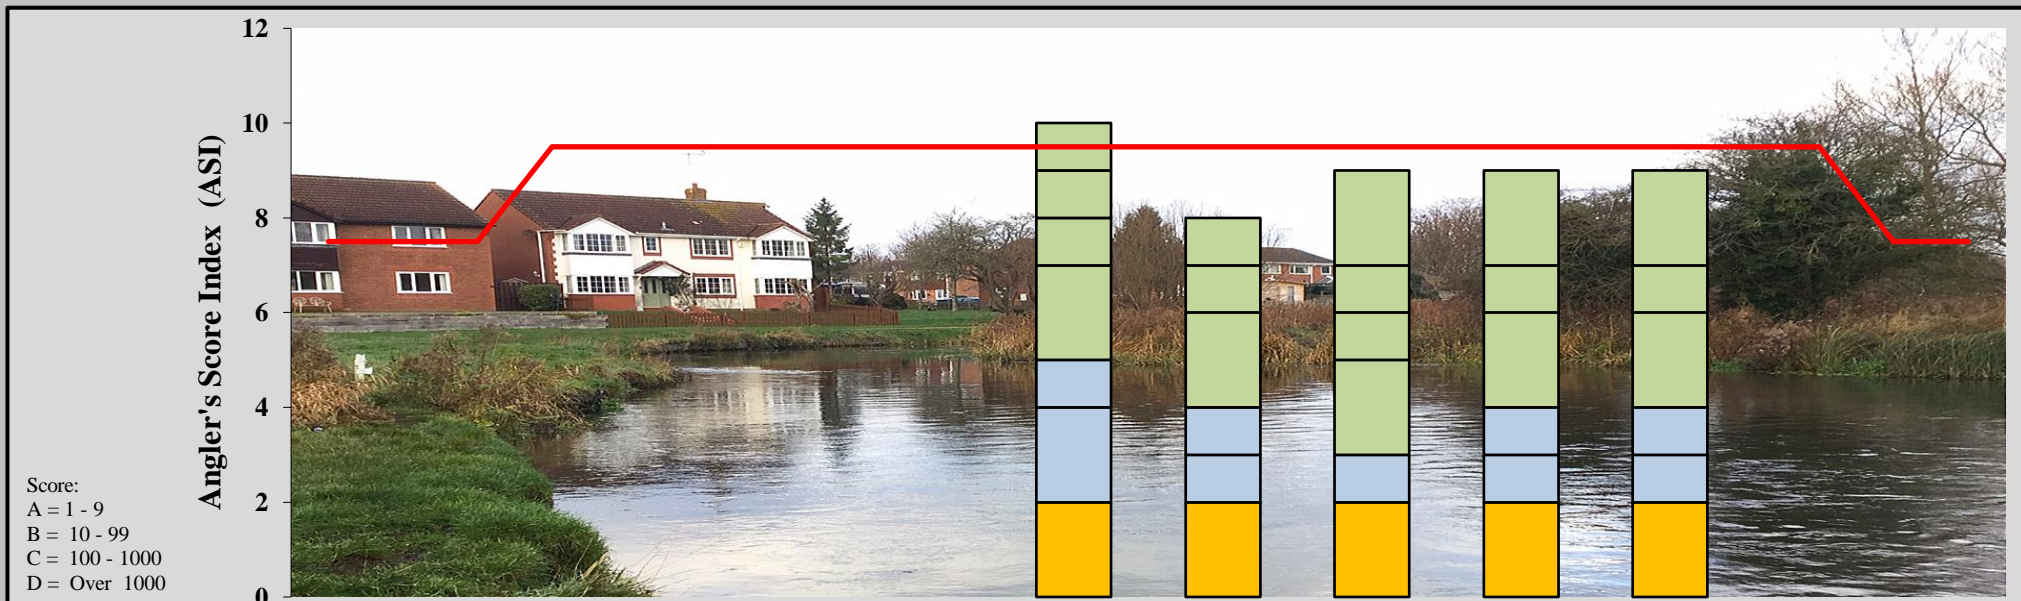 12
10
8
6
4
2
0
Angler's Score Index (ASI)
Score:
A = 1 - 9
B = 10 - 99
C = 100 - 1000
D = Over 1000